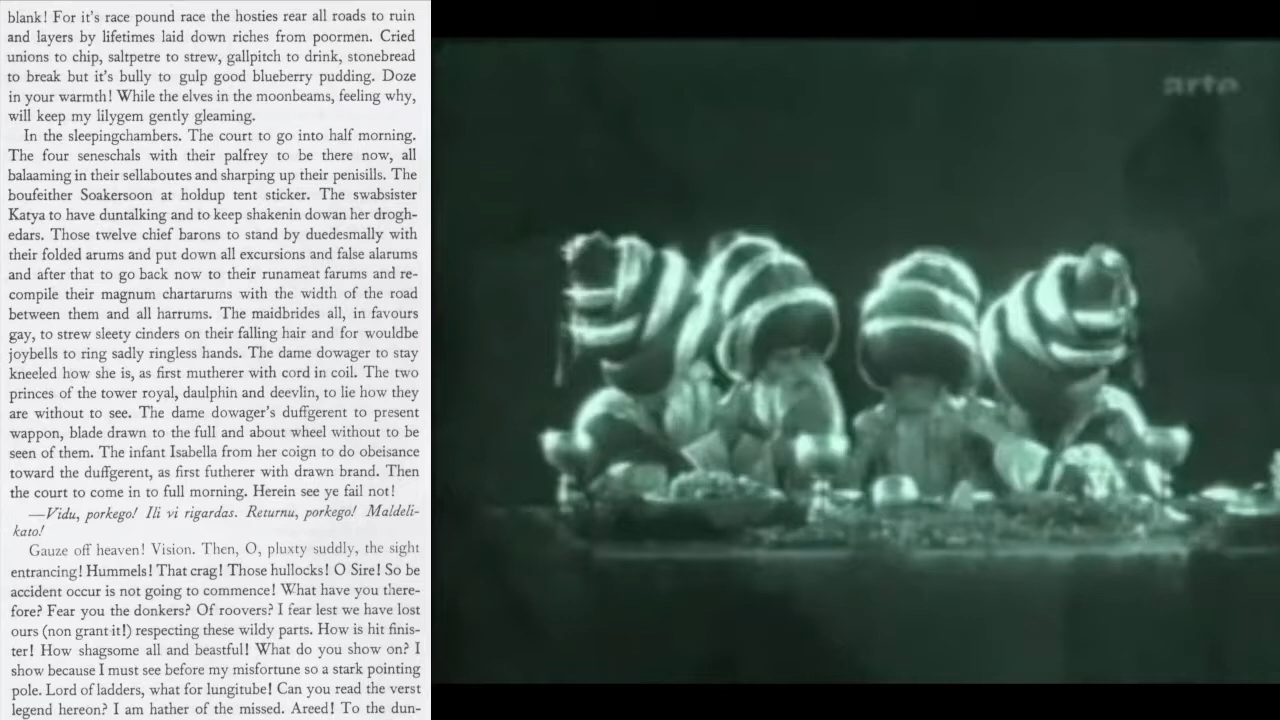 blank! For it's race pound race the hosties rear all roads to ruin
and layers by lifetimes laid down riches from poormen. Cried
unions to chip, saltpetre to strew, gallpitch to drink, stonebread
to break but it's bully to gulp good blueberry pudding. Doze
in your warmth! While the elves in the moonbeams, feeling why,
will keep my lilygem gently gleaming.
In the sleepingchambers. The court to go into half morning.
The four seneschals with their palfrey to be there now, all
balaaming in their sellaboutes and sharping up their penisills. The
boufeither Soakersoon at holdup tent sticker. The swabsister
Katya to have duntalking and to keep shakenin dowan her drogh-
edars. Those twelve chief barons to stand by duedesmally with
their folded arums and put down all excursions and false alarums
and after that to go back now to their runameat farums and re-
compile their magnum chartarums with the width of the road
between them and all harrums. The maidbrides all, in favours
gay, to strew sleety cinders on their falling hair and for wouldbe
joybells to ring sadly ringless hands. The dame dowager to stay
kneeled how she is, as first mutherer with cord in coil. The two
princes of the tower royal, daulphin and deevlin, to lie how they
are without to see. The dame dowager's duffgerent to present
wappon, blade drawn to the full and about wheel without to be
seen of them. The infant Isabella from her coign to do obeisance
toward the duffgerent, as first futherer with drawn brand. Then
the court to come in to full morning. Herein see ye fail not!
—Vidu, porkego! Ili vi rigardas. Returnu, porkego! Maldeli-
kato!
Gauze off heaven! Vision. Then, O, pluxty suddly, the sight
entrancing! Hummels! That crag! Those hullocks! O Sire! So be
accident occur is not going to commence! What have you there-
fore? Fear you the donkers? Of roovers? I fear lest we have lost
ours (non grant it!) respecting these wildy parts. How is hit finis-
ter! How shagsome all and beastful! What do you show on? I
show because I must see before my misfortune so a stark pointing
pole. Lord of ladders, what for lungitube! Can you read the verst
legend hereon? I am hather of the missed. Areed! To the dun-
arte